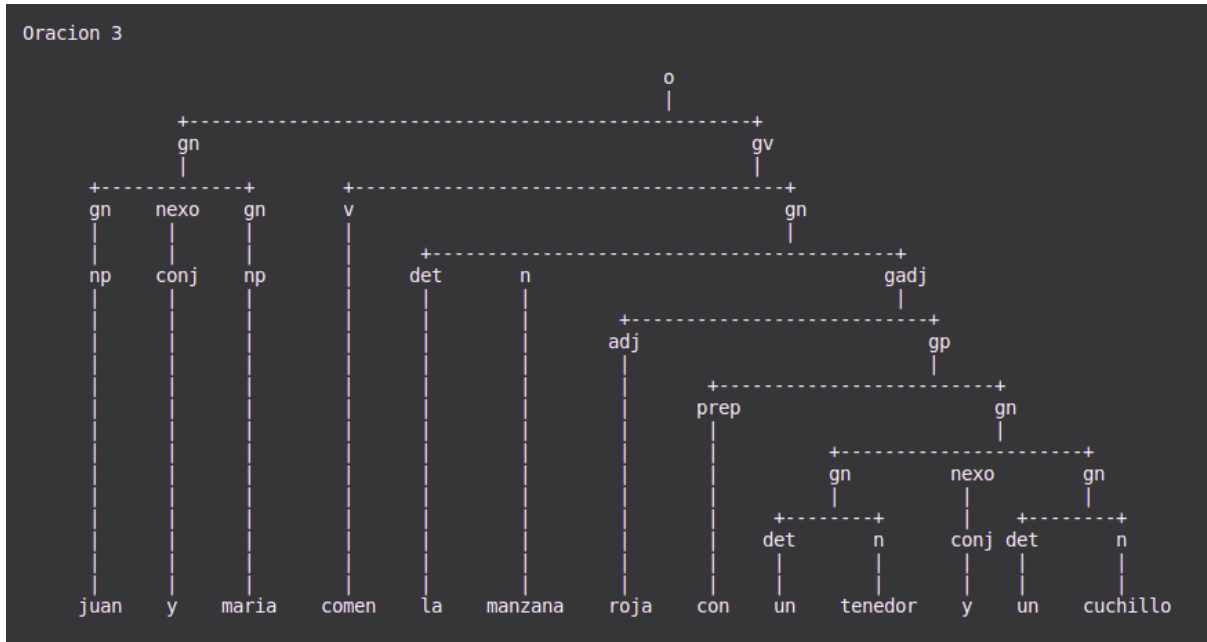 Oracion 3
o
gn gv
gn nexo gn v gn
np conj np det n gadj
adj gp
prep gn
gn nexo gn
det n conj det n
juan y maria comen la manzana roja con un tenedor y un cuchillo